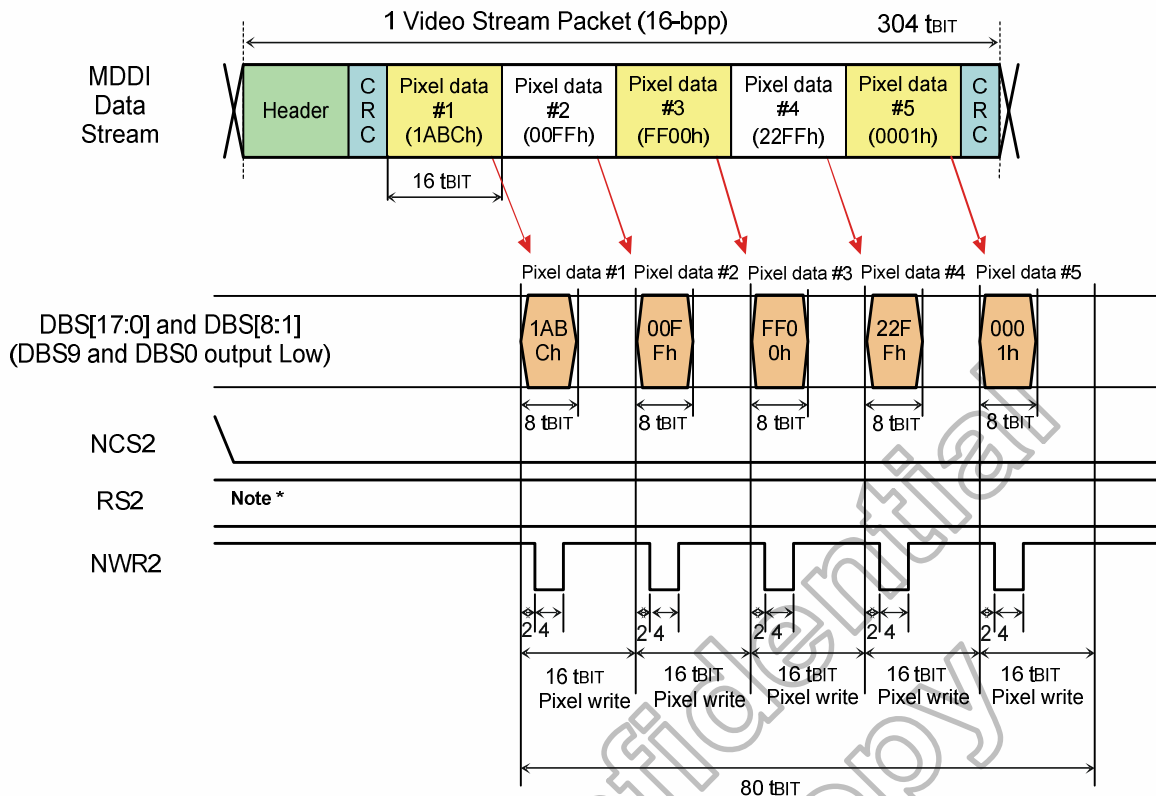 1 Video Stream Packet (16-bpp)
304 tBIT
MDDI
Data
Stream
Header
C
R
C
Pixel data
#1
(1ABCh)
Pixel data
#2
(00FFh)
Pixel data
#3
(FF00h)
Pixel data
#4
(22FFh)
Pixel data
#5
(0001h)
C
R
C
16 tBIT
Pixel data #1 Pixel data #2 Pixel data #3 Pixel data #4 Pixel data #5
DBS[17:0] and DBS[8:1]
(DBS9 and DBS0 output Low)
1AB
Ch
00F
Fh
FF0
0h
22F
Fh
000
1h
8 tBIT 8 tBIT 8 tBIT 8 tBIT 8 tBIT
NCS2
RS2
Note *
NWR2
2 4 2 4 2 4 2 4 2 4
16 tBIT
Pixel write
16 tBIT
Pixel write
16 tBIT
Pixel write
16 tBIT
Pixel write
16 tBIT
Pixel write
80 tBIT
fidential
opy